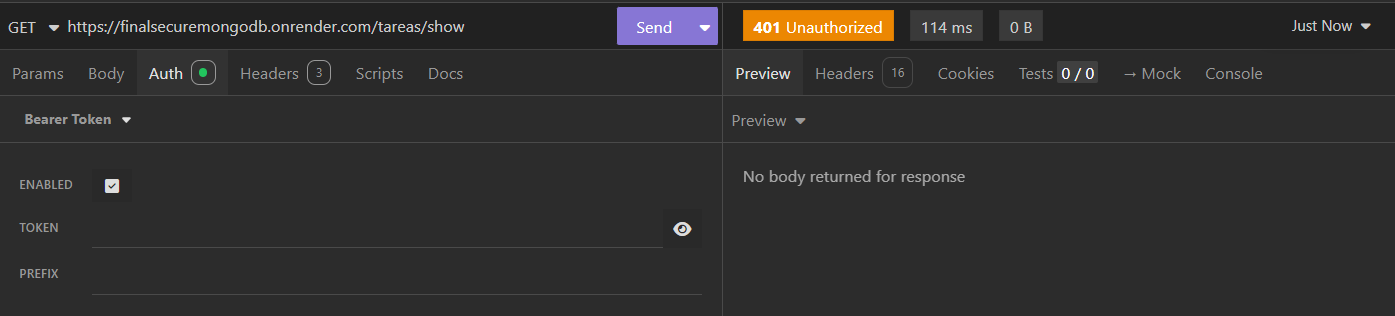 GET https://finalsecuremongodb.onrender.com/tareas/show Send 401 Unauthorized 114 ms 0 B Just Now
Params Body Auth Headers 3 Scripts Docs Preview Headers 16 Cookies Tests 0 / 0 → Mock Console
Bearer Token Preview
ENABLED
No body returned for response
TOKEN
PREFIX